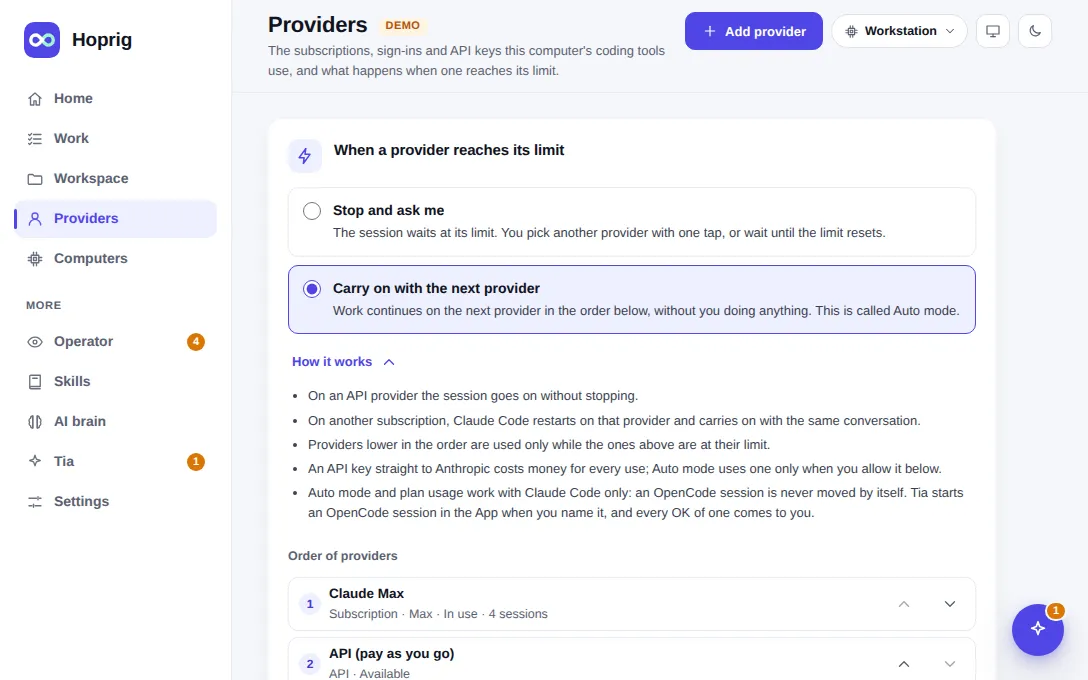 Hoprig
Home
Work
Workspace
Providers
Computers
MORE
Operator 4
Skills
AI brain
Tia 1
Settings
Providers DEMO
The subscriptions, sign-ins and API keys this computer's coding tools
use, and what happens when one reaches its limit.
Add provider
Workstation
When a provider reaches its limit
Stop and ask me
The session waits at its limit. You pick another provider with one tap, or wait until the limit resets.
Carry on with the next provider
Work continues on the next provider in the order below, without you doing anything. This is called Auto mode.
How it works
• On an API provider the session goes on without stopping.
• On another subscription, Claude Code restarts on that provider and carries on with the same conversation.
• Providers lower in the order are used only while the ones above are at their limit.
• An API key straight to Anthropic costs money for every use; Auto mode uses one only when you allow it below.
• Auto mode and plan usage work with Claude Code only: an OpenCode session is never moved by itself. Tia starts
an OpenCode session in the App when you name it, and every OK of one comes to you.
Order of providers
1 Claude Max
Subscription · Max · In use · 4 sessions
2 API (pay as you go)
API · Available
1